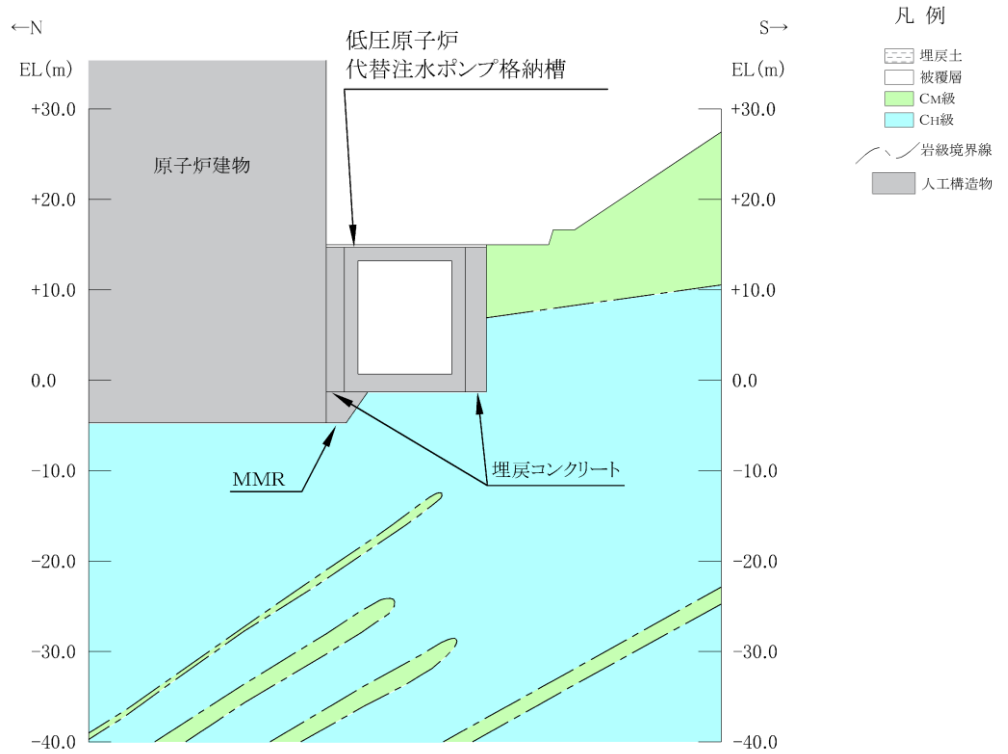 ←N
S→
凡 例
EL(m)
EL(m)
埋戻土
被覆層
CM級
CH級
岩級境界線
人工構造物
低圧原子炉
代替注水ポンプ格納槽
原子炉建物
+30.0
+20.0
+10.0
0.0
−10.0
−20.0
−30.0
−40.0
+30.0
+20.0
+10.0
0.0
−10.0
−20.0
−30.0
−40.0
MMR
埋戻コンクリート